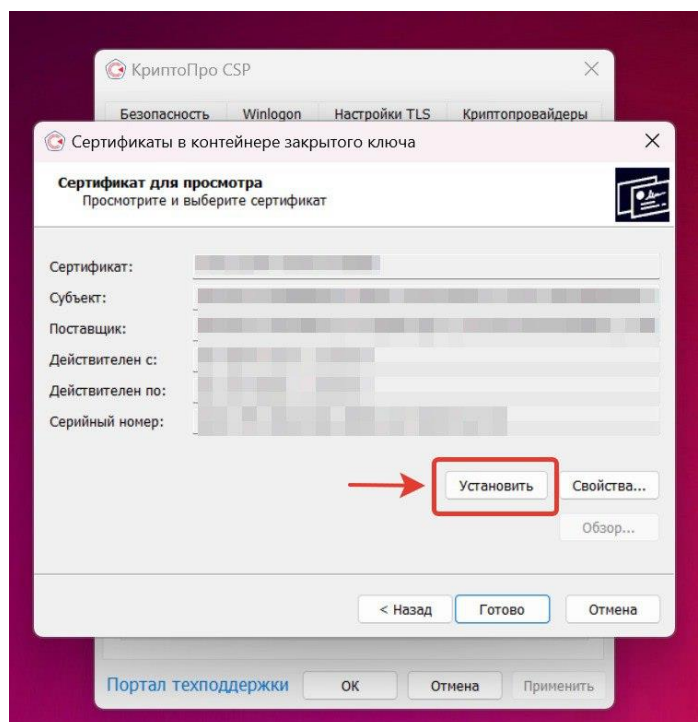 КриптоПро CSP
Безопасность Winlogon Настройки TLS Криптопровайдеры
Сертификаты в контейнере закрытого ключа
Сертификат для просмотра
Просмотрите и выберите сертификат
Сертификат:
Субъект:
Поставщик:
Действителен с:
Действителен по:
Серийный номер:
Установить Свойства...
Обзор...
< Назад Готово Отмена
Портал техподдержки ОК Отмена Применить